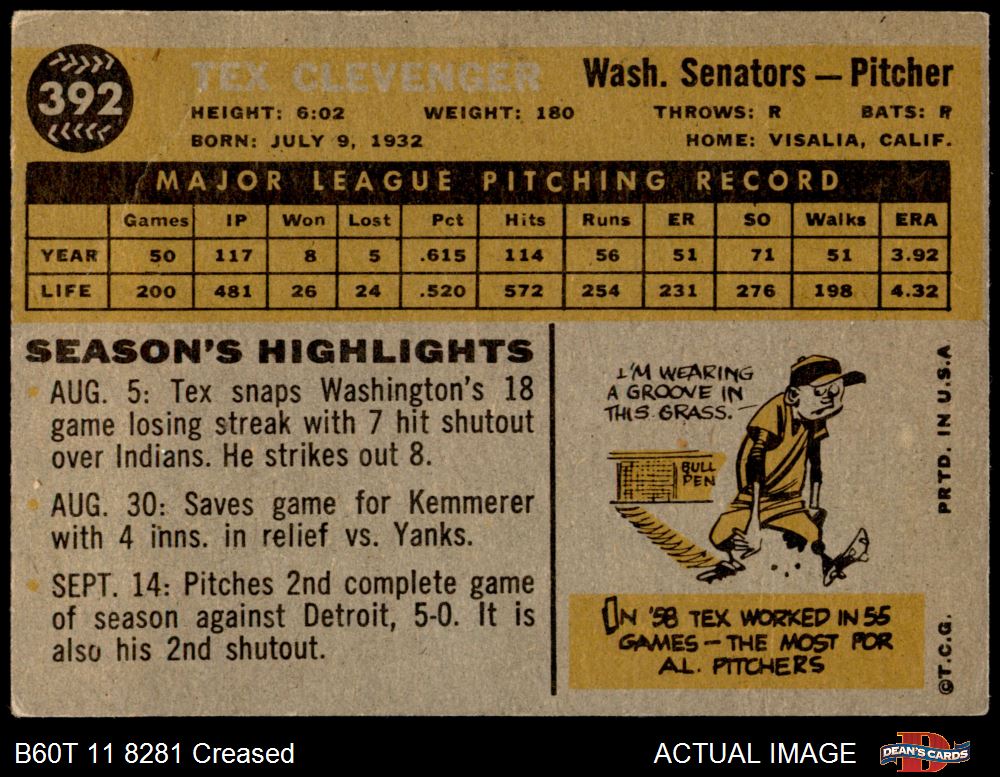 392
TEX CLEVENGER
Wash. Senators — Pitcher
HEIGHT: 6:02 WEIGHT: 180 THROWS: R BATS: R
BORN: JULY 9, 1932 HOME: VISALIA, CALIF.
MAJOR LEAGUE PITCHING RECORD
Games IP Won Lost Pct Hits Runs ER SO Walks ERA
YEAR 50 117 8 5 .615 114 56 51 71 51 3.92
LIFE 200 481 26 24 .520 572 254 231 276 198 4.32
SEASON'S HIGHLIGHTS
• AUG. 5: Tex snaps Washington's 18
game losing streak with 7 hit shutout
over Indians. He strikes out 8.
• AUG. 30: Saves game for Kemmerer
with 4 inns. in relief vs. Yanks.
• SEPT. 14: Pitches 2nd complete game
of season against Detroit, 5-0. It is
also his 2nd shutout.
I'M WEARING
A GROOVE IN
THIS GRASS.
BULL
PEN
IN '58 TEX WORKED IN 55
GAMES — THE MOST FOR
A.L. PITCHERS
PRTD. IN U.S.A
©T.C.G.
B60T 11 8281 Creased
ACTUAL IMAGE
DEAN'S CARDS